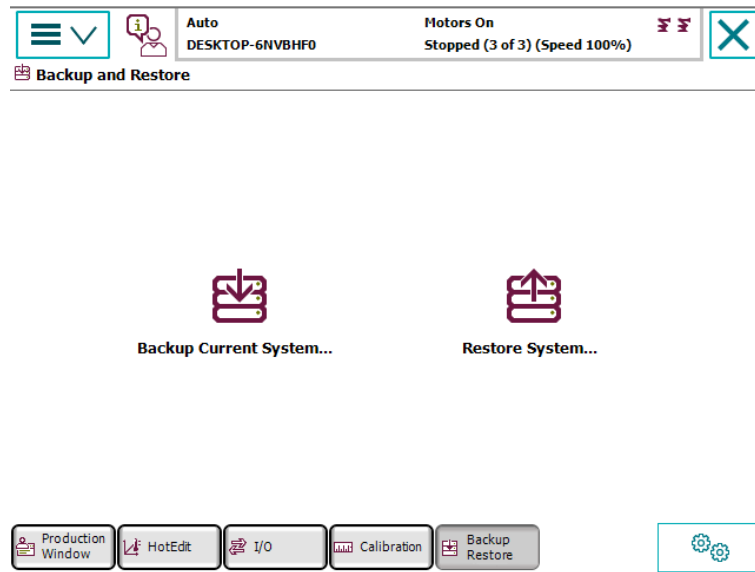 Auto
DESKTOP-6NVBHF0
Motors On
Stopped (3 of 3) (Speed 100%)
Backup and Restore
Backup Current System...
Restore System...
Production
Window
HotEdit
I/O
Calibration
Backup
Restore